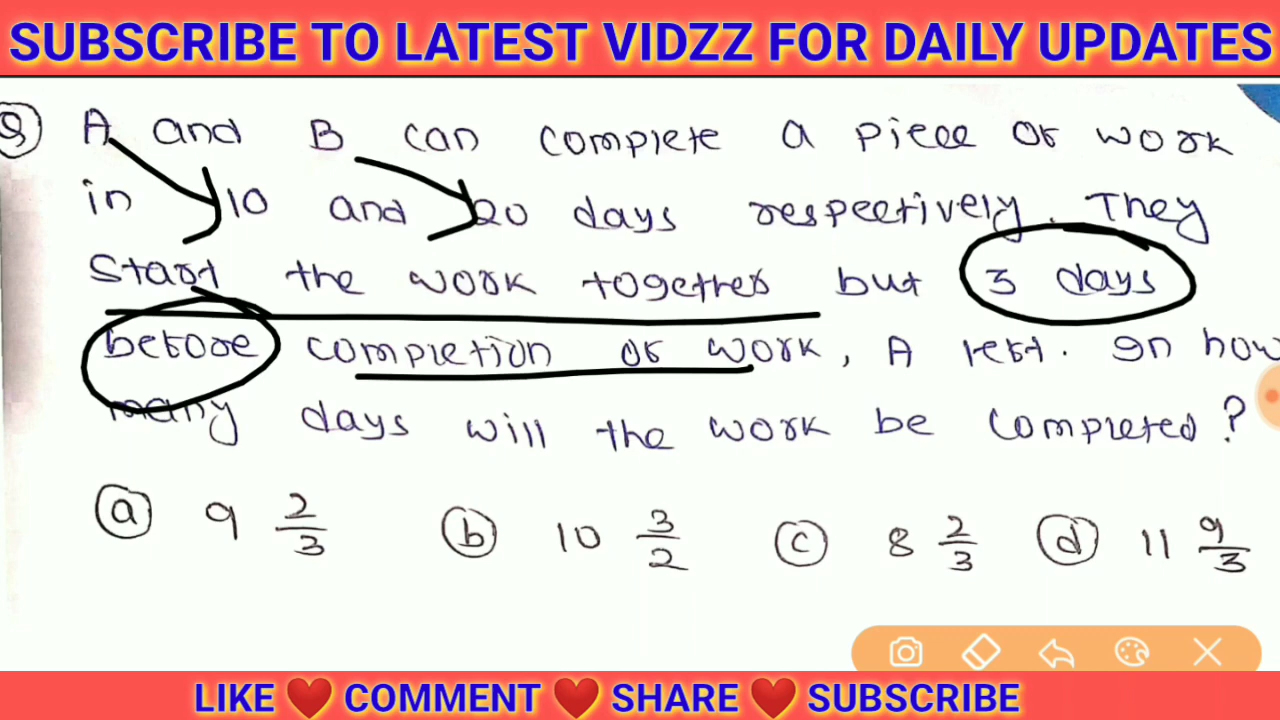 SUBSCRIBE TO LATEST VIDZZ FOR DAILY UPDATES
Q A and B can complete a piece of work
in 10 and 20 days respectively. They
start the work together but 3 days
before completion of work, A left. In how
many days will the work be completed?
(a) 9 2/3 (b) 10 3/2 (c) 8 2/3 (d) 11 9/3
LIKE ❤️ COMMENT ❤️ SHARE ❤️ SUBSCRIBE